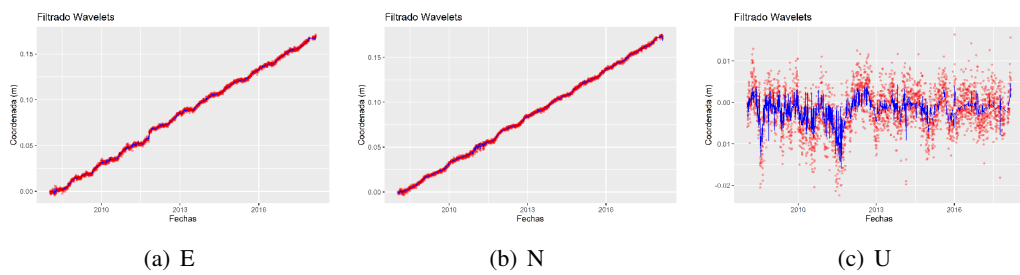 Filtrado Wavelets
Coordenada (m)
0.15
0.10
0.05
0.00
2010 2013 2016
Fechas
(a) E
Filtrado Wavelets
Coordenada (m)
0.15
0.10
0.05
0.00
2010 2013 2016
Fechas
(b) N
Filtrado Wavelets
Coordenada (m)
0.01
0.00
0.01
-0.02
2010 2013 2016
Fechas
(c) U